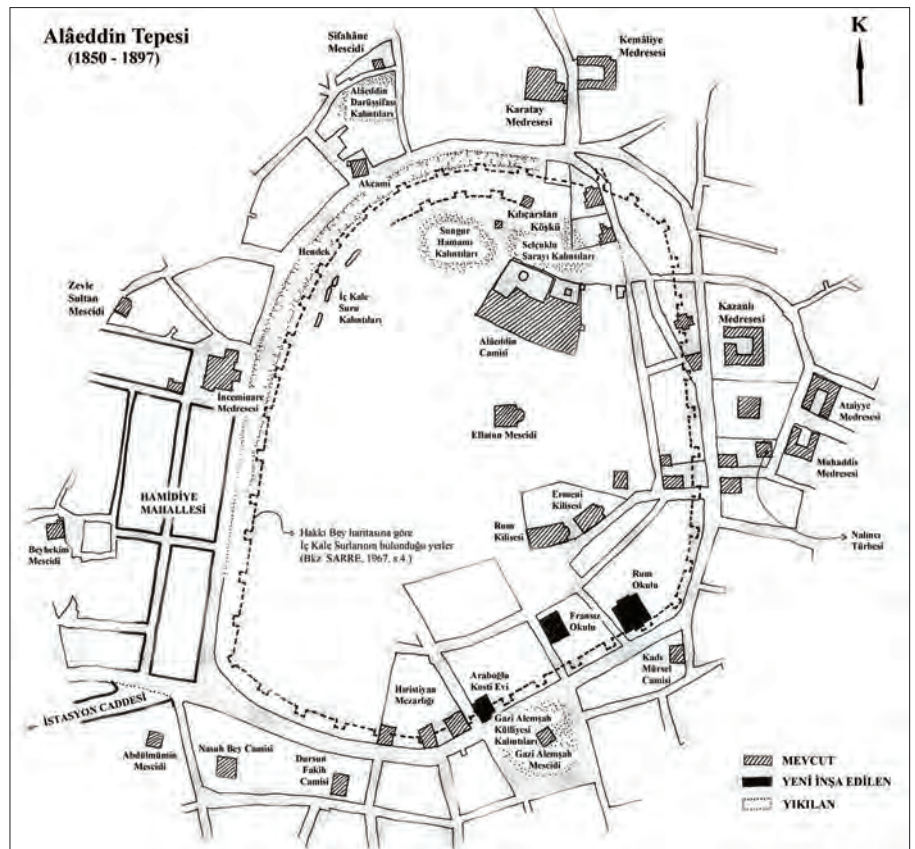 Alâeddin Tepesi
(1850 - 1897)
Şifahâne
Mescidi
Kemâliye
Medresesi
K
Alâeddin
Darüşşifası
Kalıntıları
Karatay
Medresesi
Akcami
Kılıçarslan
Köşkü
Sungur
Hamamı
Kalıntıları
Selçuklu
Sarayı Kalıntıları
Hendek
Zevle
Sultan
Mescidi
İç Kale
Suru
Kalıntıları
Kazanlı
Medresesi
Alâeddin
Camisi
İnceminare
Medresesi
Ataiyye
Medresesi
Eflatun Mescidi
Muhaddis
Medresesi
HAMİDİYE
MAHALLESİ
Ermeni
Kilisesi
Rum
Kilisesi
Beyhekim
Mescidi
Hakkı Bey haritasına göre
İç Kale Surlarının bulunduğu yerler
(Bkz. SARRE, 1967, s.4 )
Nalıncı
Türbesi
Rum
Okulu
Fransız
Okulu
Kadı
Mürsel
Camisi
Araboğlu
Kosti Evi
Hıristiyan
Mezarlığı
İSTASYON CADDESİ
Gazi Alemşah
Külliyesi
Kalıntıları
Gazi Alemşah
Mescidi
Abdülmümin
Mescidi
Nasuh Bey Camisi
Dursun
Fakih
Camisi
MEVCUT
YENİ İNŞA EDİLEN
YIKILAN